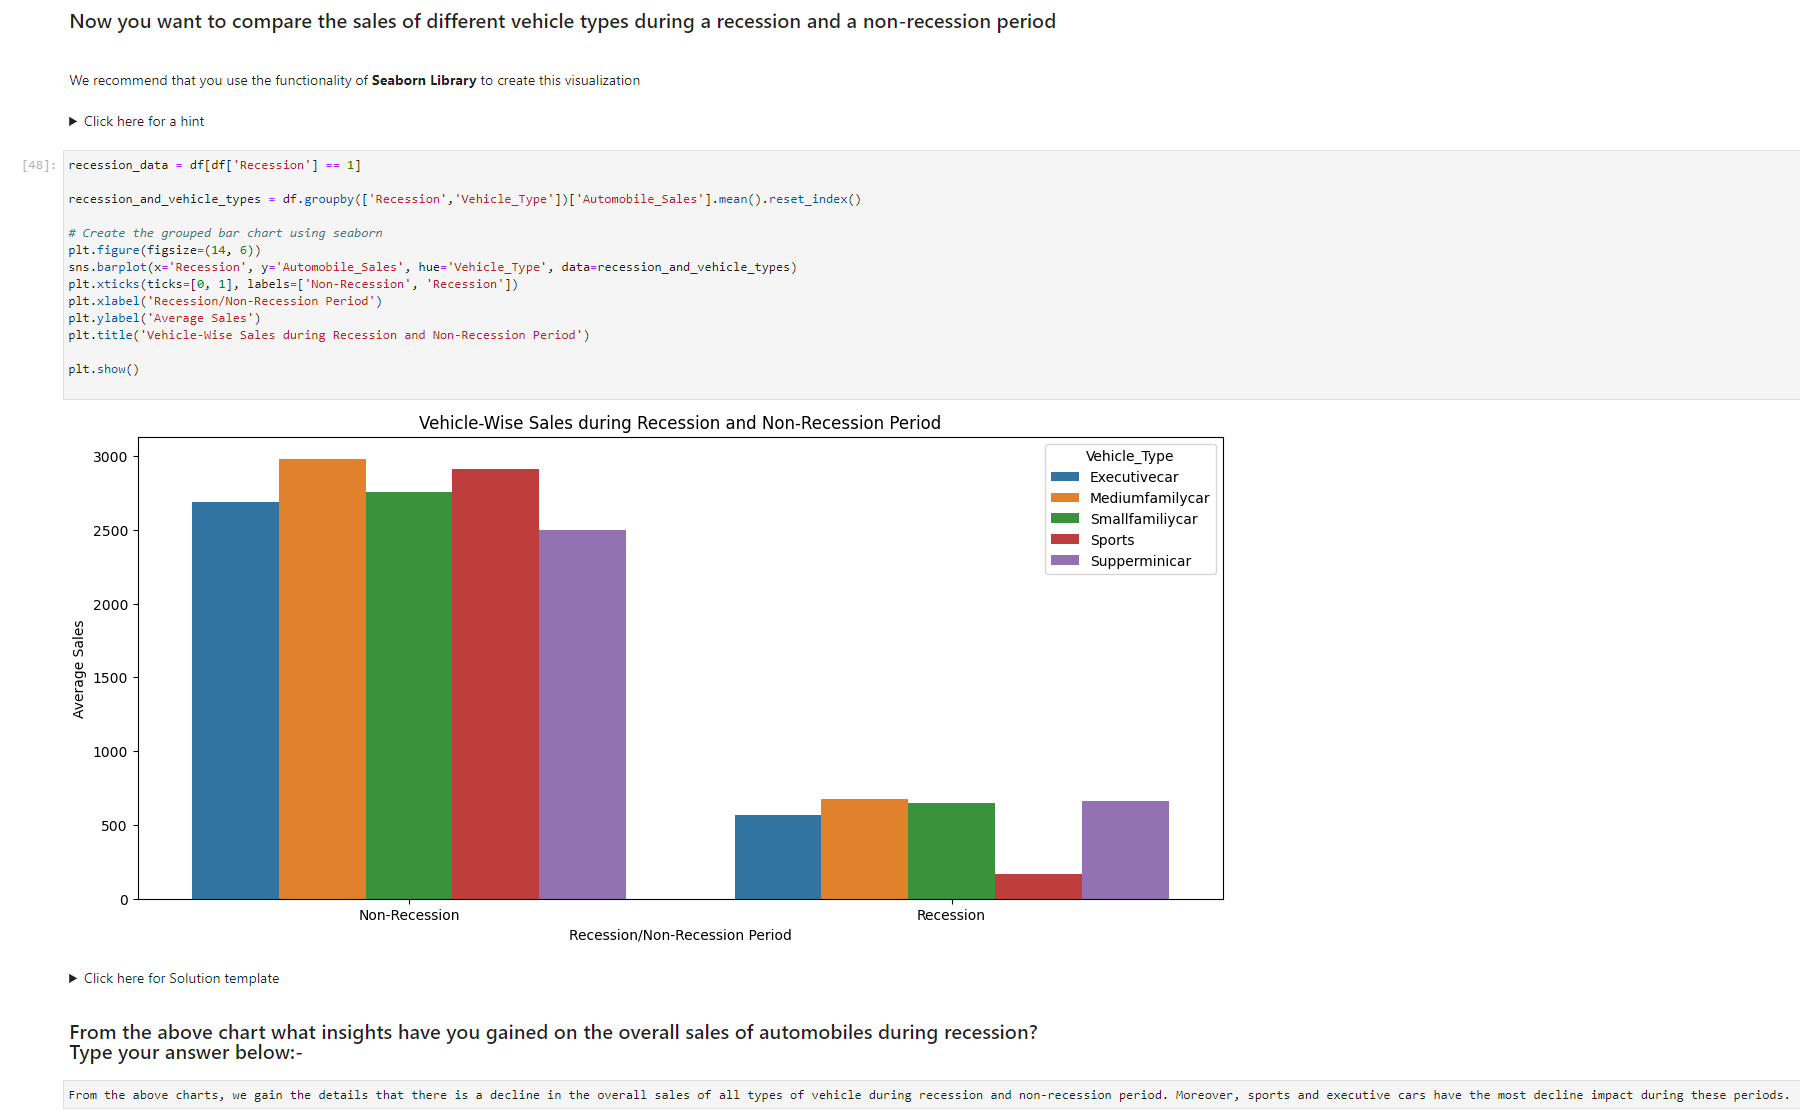 Now you want to compare the sales of different vehicle types during a recession and a non-recession period
We recommend that you use the functionality of Seaborn Library to create this visualization
▶ Click here for a hint
[48]:
recession_data = df[df['Recession'] == 1]
recession_and_vehicle_types = df.groupby(['Recession','Vehicle_Type'])['Automobile_Sales'].mean().reset_index()
# Create the grouped bar chart using seaborn
plt.figure(figsize=(14, 6))
sns.barplot(x='Recession', y='Automobile_Sales', hue='Vehicle_Type', data=recession_and_vehicle_types)
plt.xticks(ticks=[0, 1], labels=['Non-Recession', 'Recession'])
plt.xlabel('Recession/Non-Recession Period')
plt.ylabel('Average Sales')
plt.title('Vehicle-Wise Sales during Recession and Non-Recession Period')
plt.show()
Vehicle-Wise Sales during Recession and Non-Recession Period
3000
2500
2000
1500
1000
500
0
Average Sales
Vehicle_Type
Executivecar
Mediumfamilycar
Smallfamiliycar
Sports
Supperminicar
Non-Recession
Recession
Recession/Non-Recession Period
▶ Click here for Solution template
From the above chart what insights have you gained on the overall sales of automobiles during recession?
Type your answer below:-
From the above charts, we gain the details that there is a decline in the overall sales of all types of vehicle during recession and non-recession period. Moreover, sports and executive cars have the most decline impact during these periods.